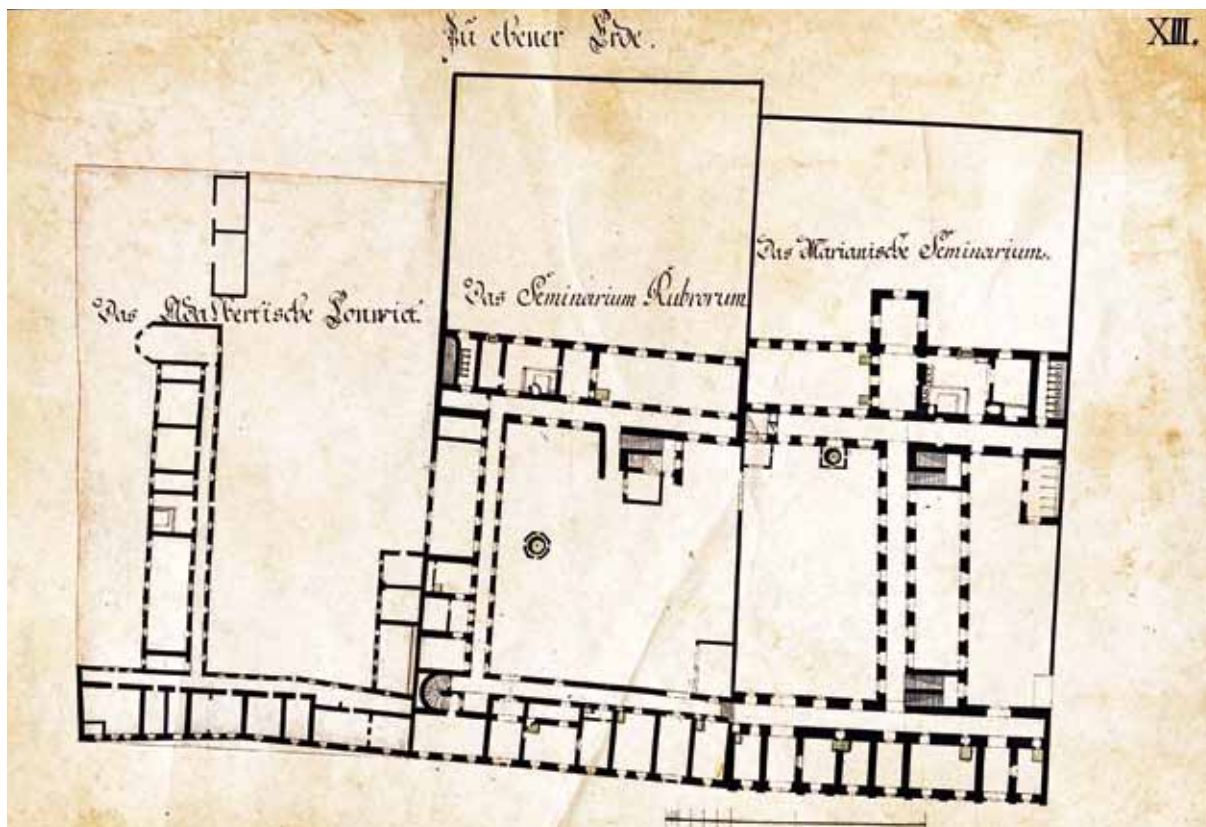 Zu ebener Erde.
XIII.
Das Adalbertische Convict.
Das Seminarium Rubrorum
Das Marianische Seminarium.